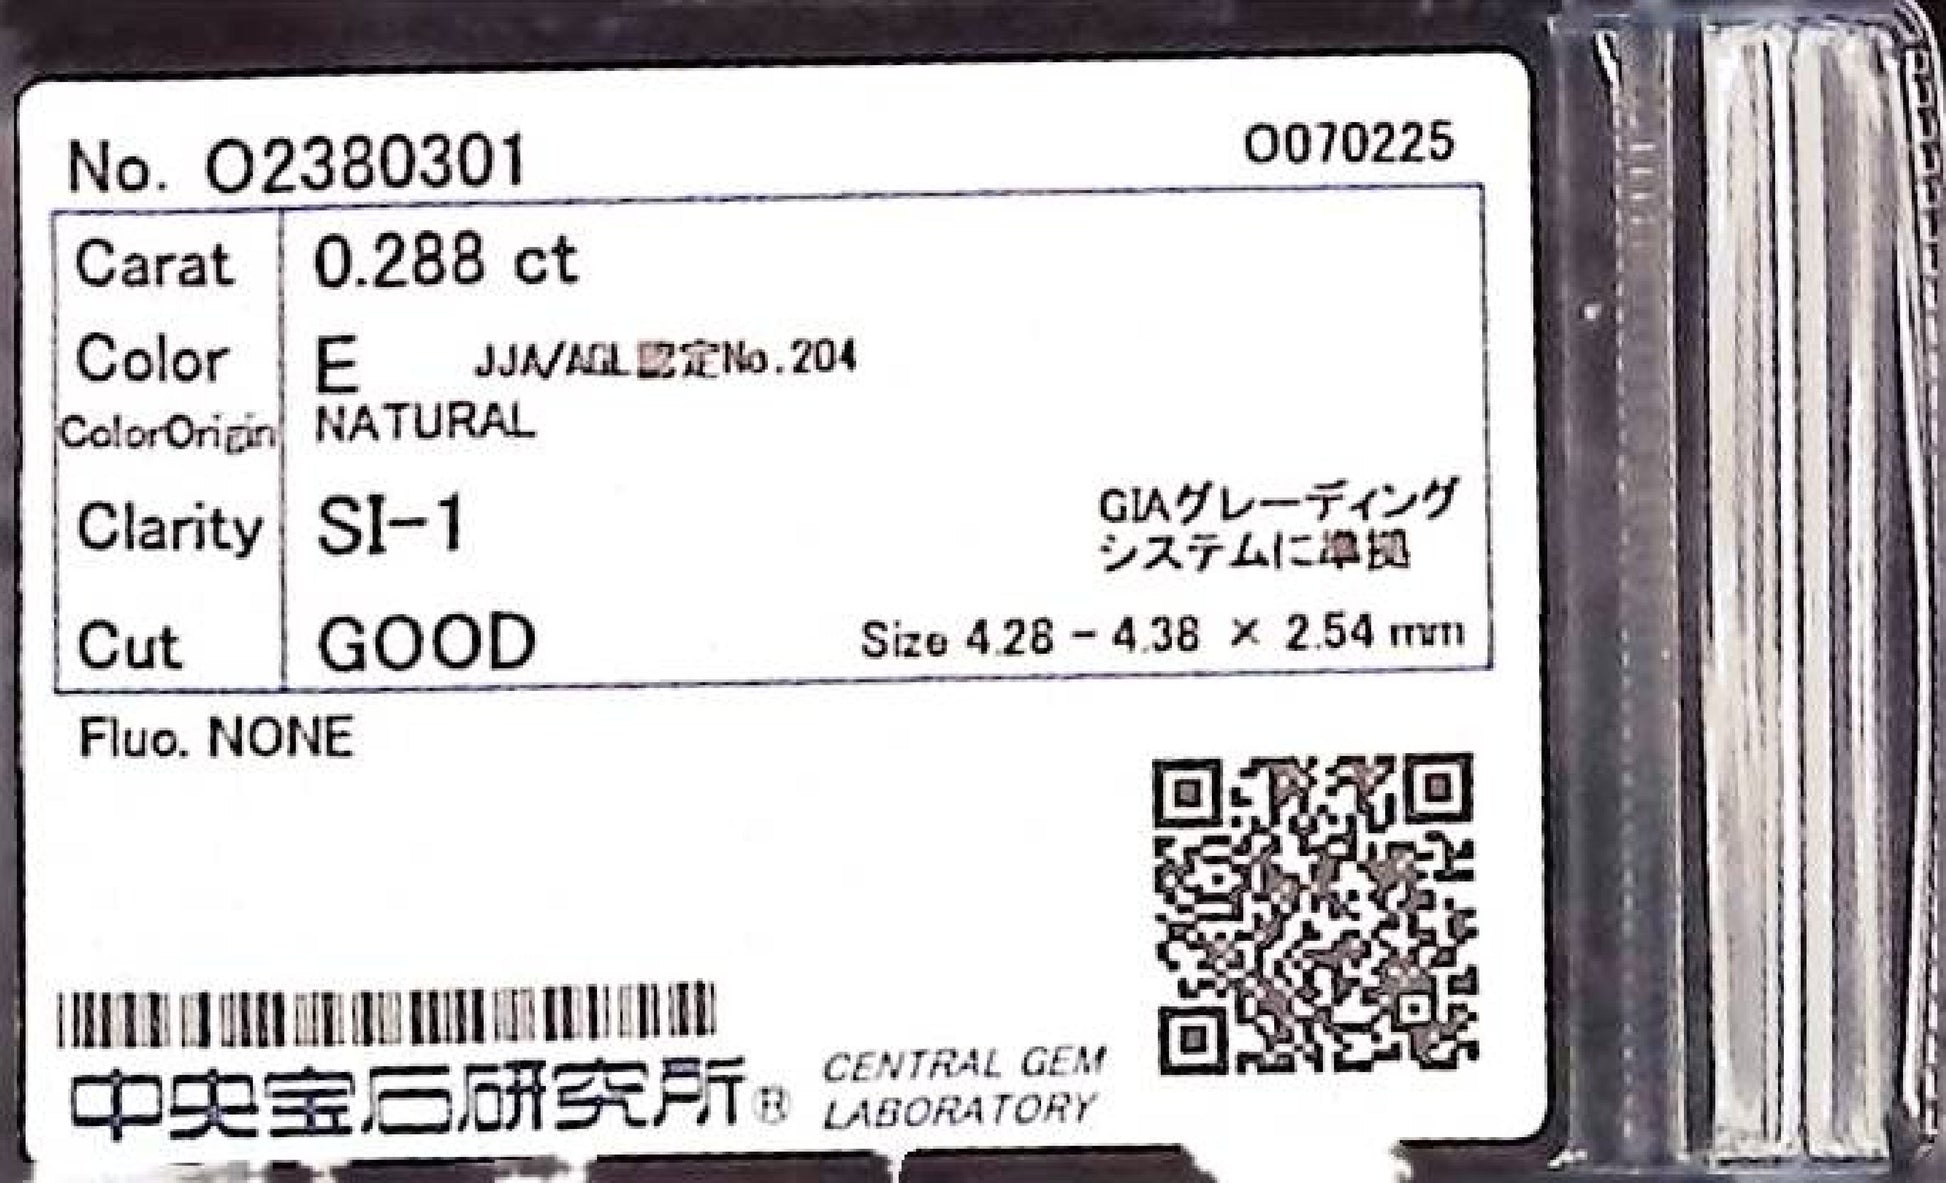 No. O2380301 O070225
Carat 0.288 ct
Color E JJA/AGL認定No.204
ColorOrigin NATURAL
Clarity SI-1 GIAグレーディング
システムに準拠
Cut GOOD Size 4.28 - 4.38 × 2.54 mm
Fluo. NONE
中央宝石研究所® CENTRAL GEM
LABORATORY